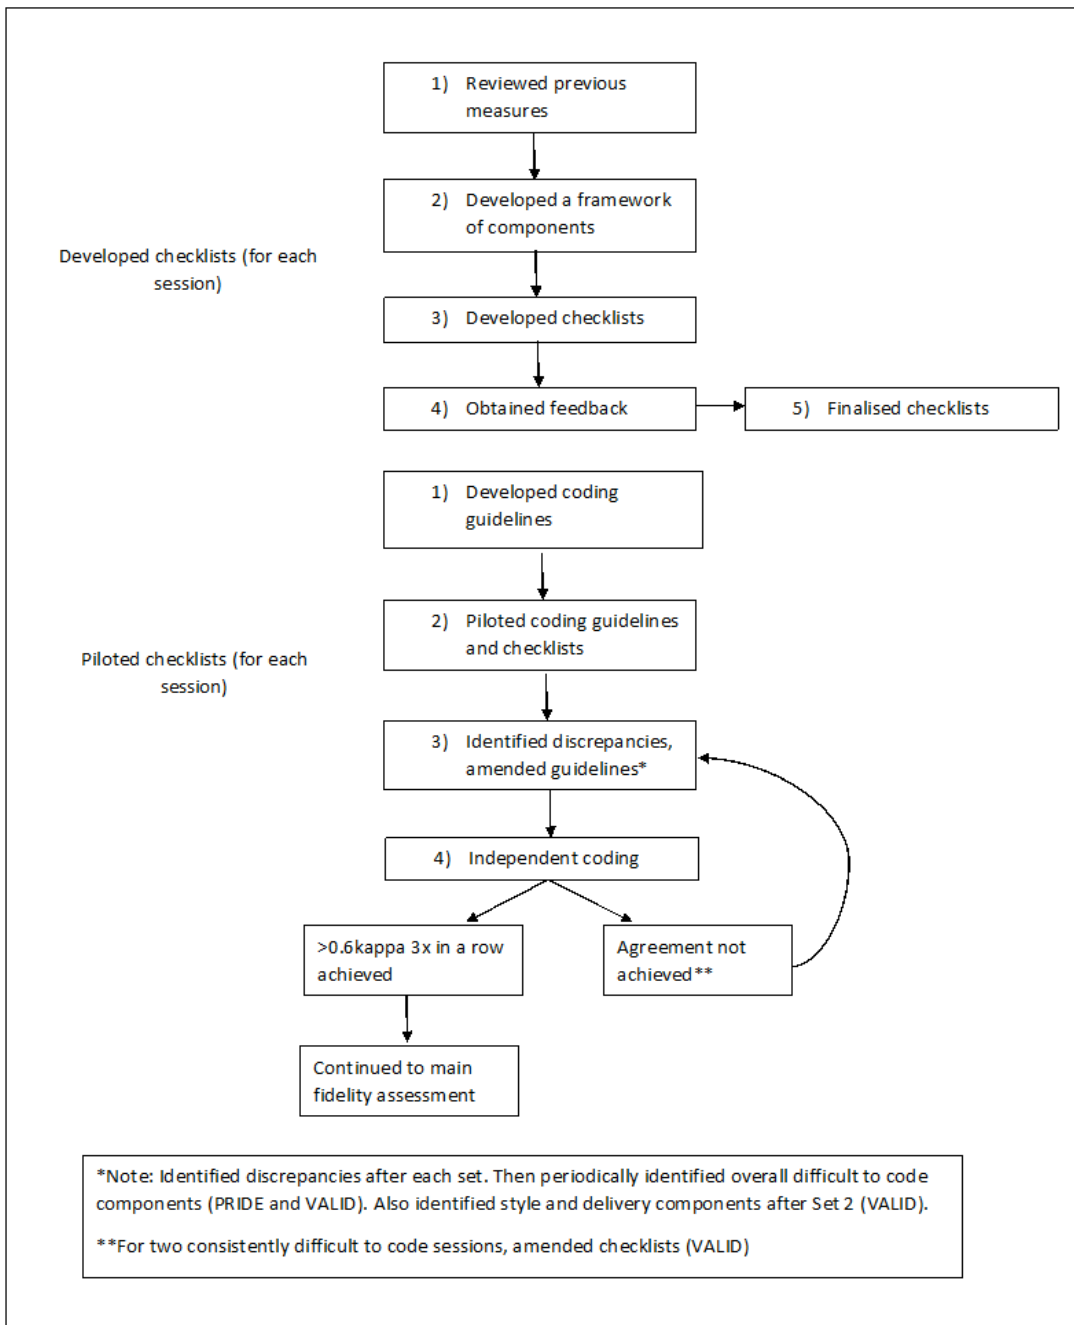 1) Reviewed previous
measures
2) Developed a framework
of components
Developed checklists (for each
session)
3) Developed checklists
4) Obtained feedback
5) Finalised checklists
1) Developed coding
guidelines
2) Piloted coding guidelines
and checklists
Piloted checklists (for each
session)
3) Identified discrepancies,
amended guidelines*
4) Independent coding
>0.6kappa 3x in a row
achieved
Agreement not
achieved**
Continued to main
fidelity assessment
*Note: Identified discrepancies after each set. Then periodically identified overall difficult to code
components (PRIDE and VALID). Also identified style and delivery components after Set 2 (VALID).
**For two consistently difficult to code sessions, amended checklists (VALID)